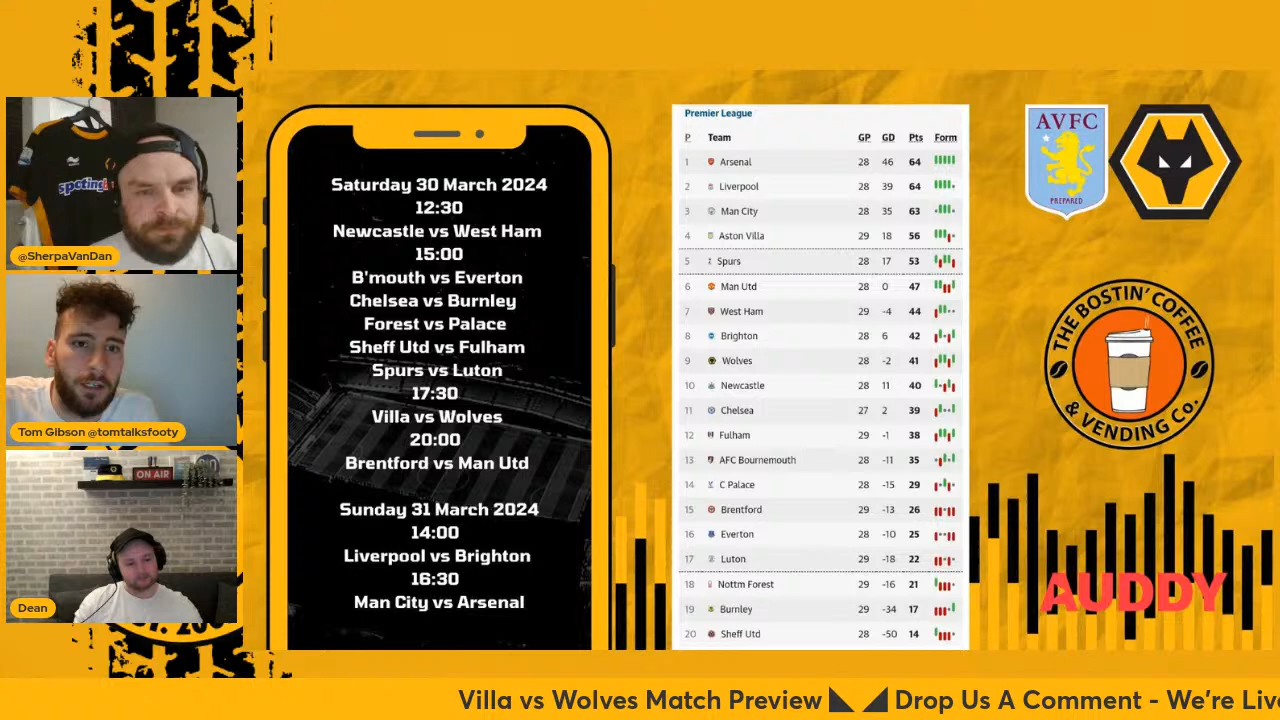 spoting
@SherpaVanDan
Tom Gibson @tomtalksfooty
ON AIR
Dean
Saturday 30 March 2024
12:30
Newcastle vs West Ham
15:00
B'mouth vs Everton
Chelsea vs Burnley
Forest vs Palace
Sheff Utd vs Fulham
Spurs vs Luton
17:30
Villa vs Wolves
20:00
Brentford vs Man Utd
Sunday 31 March 2024
14:00
Liverpool vs Brighton
16:30
Man City vs Arsenal
Premier League
P Team GP GD Pts Form
1 Arsenal 28 46 64
2 Liverpool 28 39 64
3 Man City 28 35 63
4 Aston Villa 29 18 56
5 Spurs 28 17 53
6 Man Utd 28 0 47
7 West Ham 29 -4 44
8 Brighton 28 6 42
9 Wolves 28 -2 41
10 Newcastle 28 11 40
11 Chelsea 27 2 39
12 Fulham 29 -1 38
13 AFC Bournemouth 28 -11 35
14 C Palace 28 -15 29
15 Brentford 29 -13 26
16 Everton 28 -10 25
17 Luton 29 -18 22
18 Nottm Forest 29 -16 21
19 Burnley 29 -34 17
20 Sheff Utd 28 -50 14
AVFC
PREPARED
THE BOSTIN' COFFEE
& VENDING CO.
AUDDY
Villa vs Wolves Match Preview Drop Us A Comment - We're Live